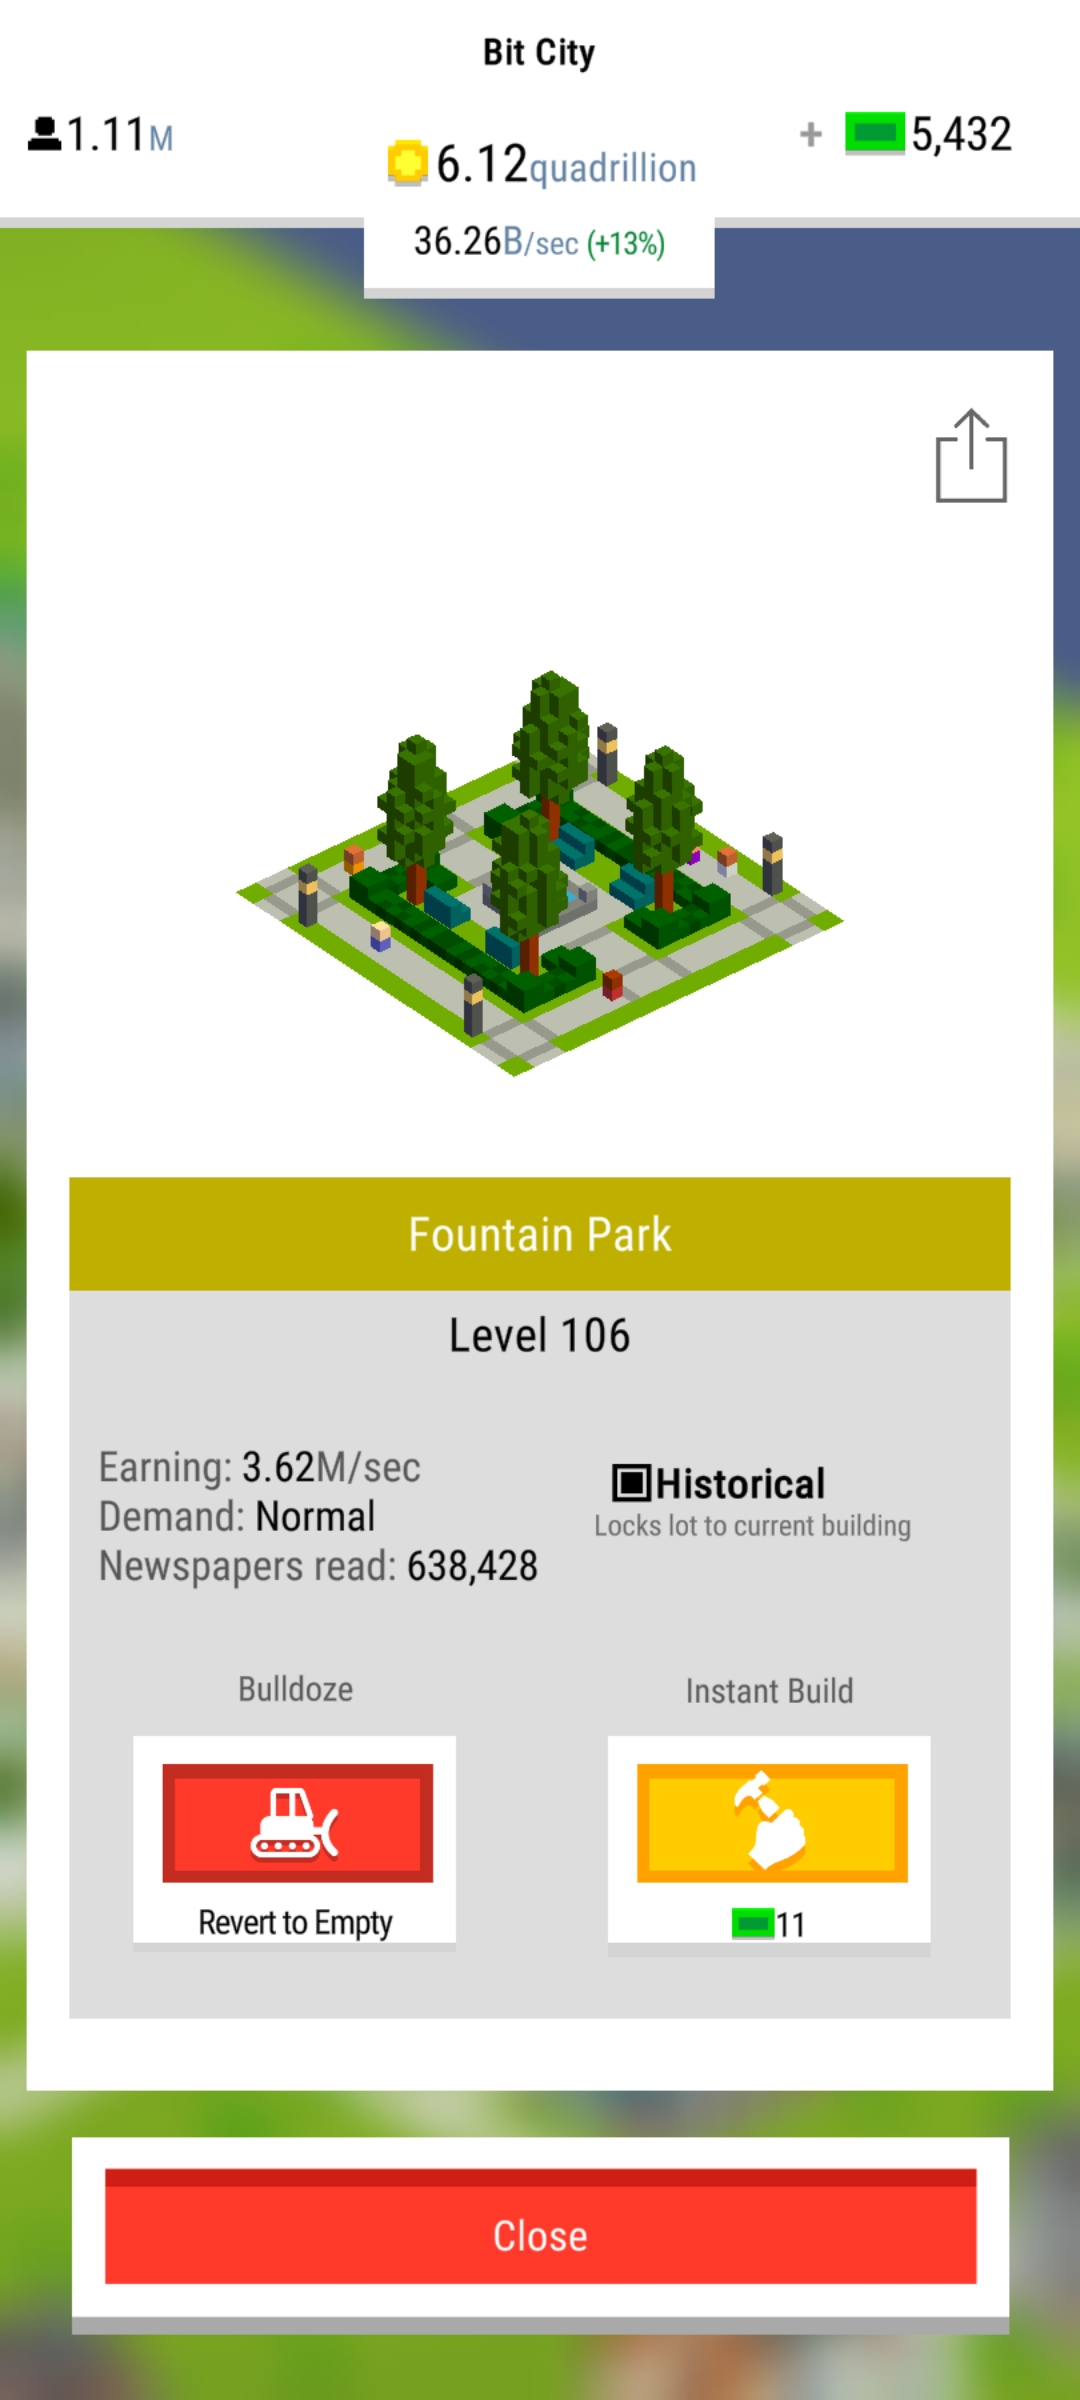 Bit City
1.11M
6.12quadrillion
+ 5,432
36.26B/sec (+13%)
Fountain Park
Level 106
Earning: 3.62M/sec
Demand: Normal
Newspapers read: 638,428
Historical
Locks lot to current building
Bulldoze
Revert to Empty
Instant Build
11
Close